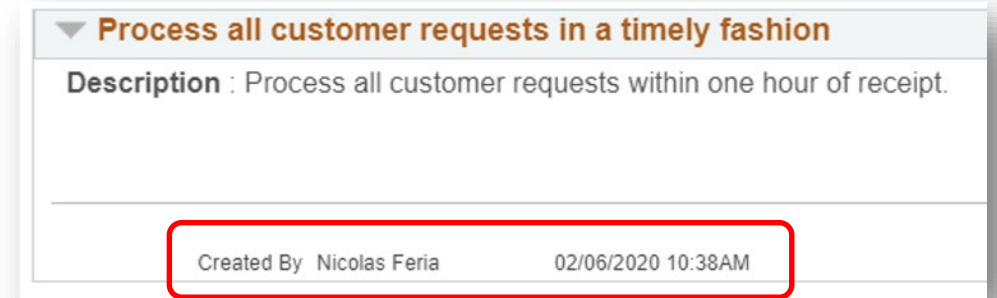 Process all customer requests in a timely fashion
Description : Process all customer requests within one hour of receipt.
Created By Nicolas Feria 02/06/2020 10:38AM